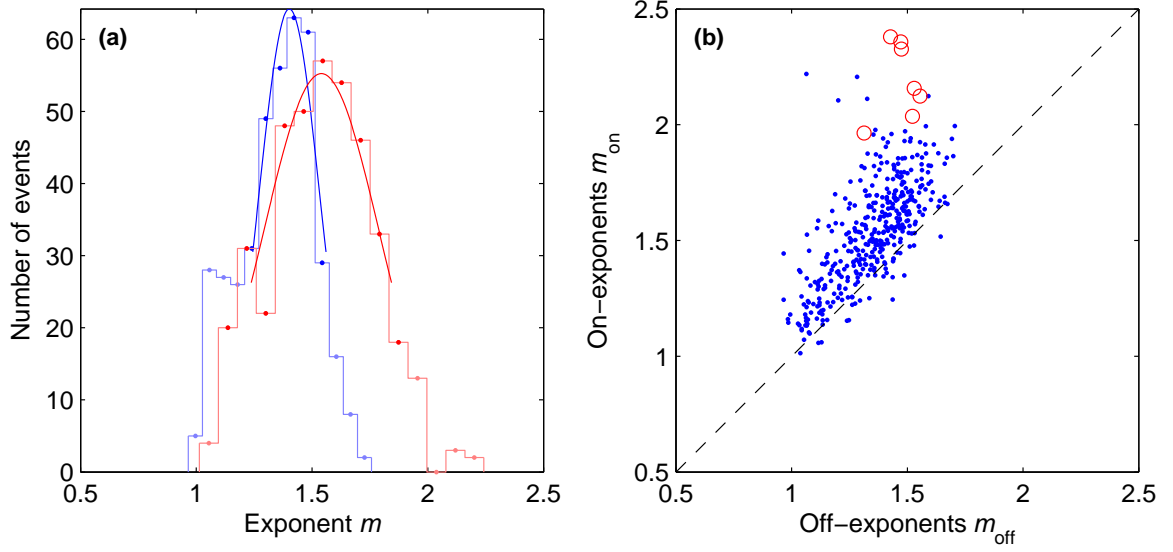 (a)
Number of events
60
50
40
30
20
10
0
0.5 1 1.5 2 2.5
Exponent m
(b)
On−exponents m_on
2.5
2
1.5
1
0.5
0.5 1 1.5 2 2.5
Off−exponents m_off